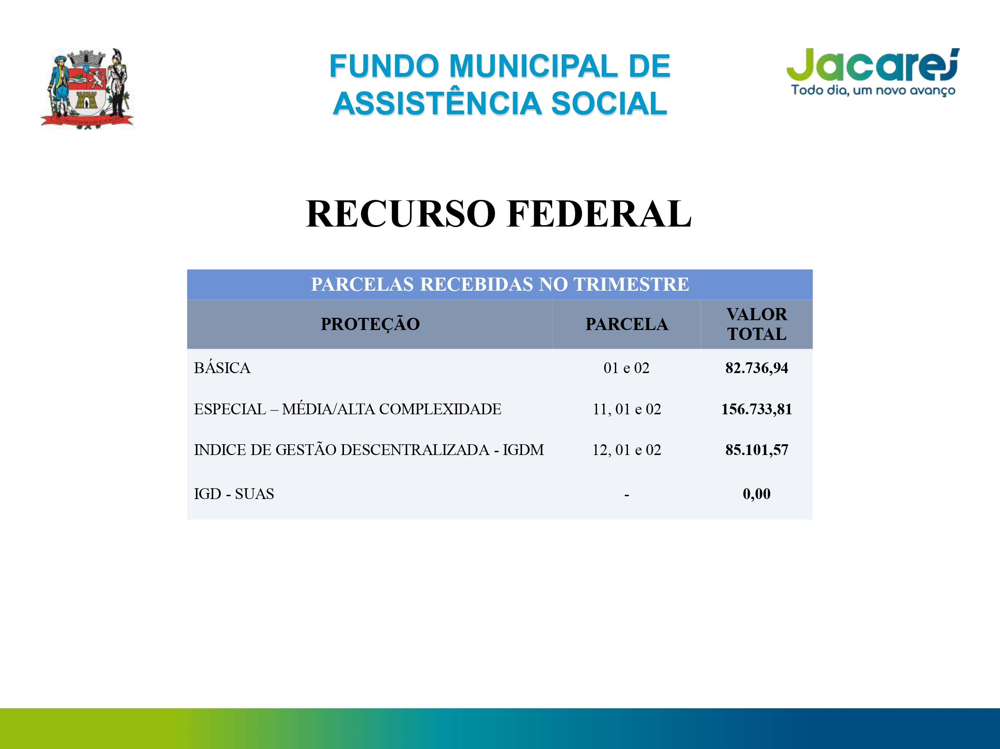 FUNDO MUNICIPAL DE
ASSISTÊNCIA SOCIAL
Jacareí
Todo dia, um novo avanço
RECURSO FEDERAL
PARCELAS RECEBIDAS NO TRIMESTRE
PROTEÇÃO PARCELA VALOR TOTAL
BÁSICA 01 e 02 82.736,94
ESPECIAL – MÉDIA/ALTA COMPLEXIDADE 11, 01 e 02 156.733,81
INDICE DE GESTÃO DESCENTRALIZADA - IGDM 12, 01 e 02 85.101,57
IGD - SUAS - 0,00